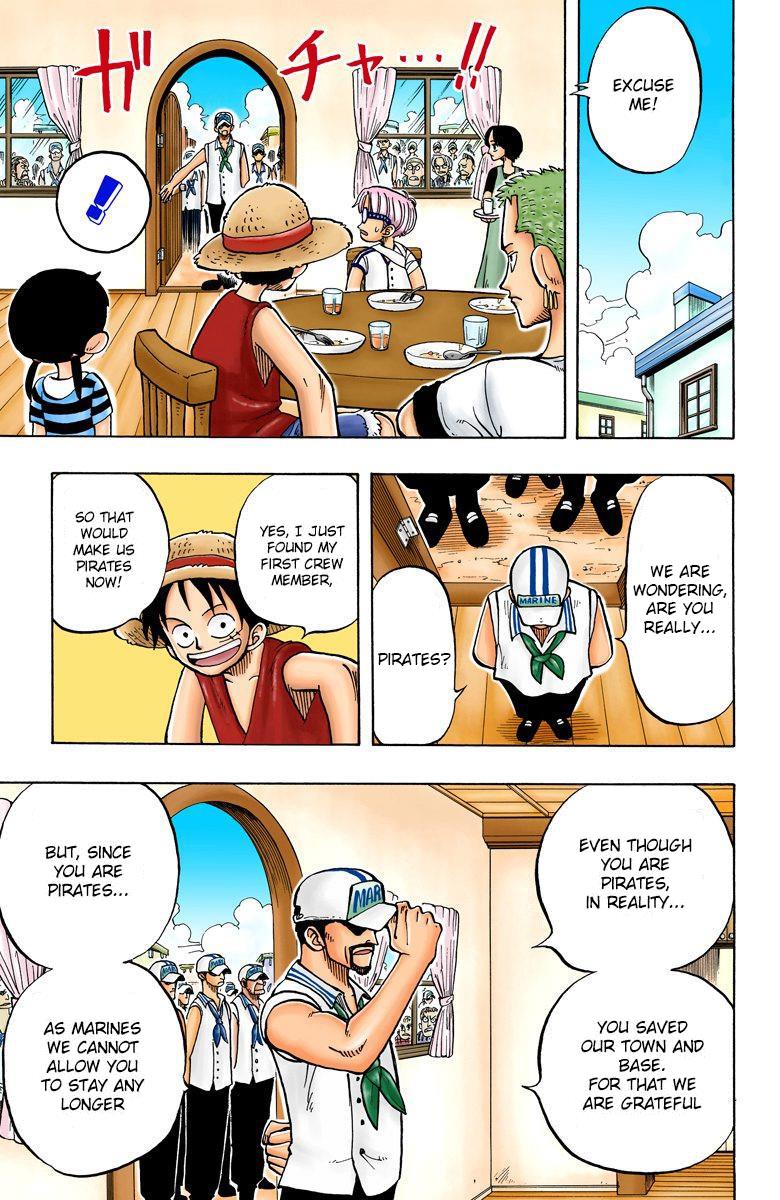 EXCUSE
ME!
ガチャ…!!
!
WE ARE
WONDERING,
ARE YOU
REALLY...
PIRATES?
MARINE
YES, I JUST
FOUND MY
FIRST CREW
MEMBER,
SO THAT
WOULD
MAKE US
PIRATES
NOW!
EVEN THOUGH
YOU ARE
PIRATES,
IN REALITY...
YOU SAVED
OUR TOWN AND
BASE.
FOR THAT WE
ARE GRATEFUL
MARIN
BUT, SINCE
YOU ARE
PIRATES...
AS MARINES
WE CANNOT
ALLOW YOU
TO STAY ANY
LONGER